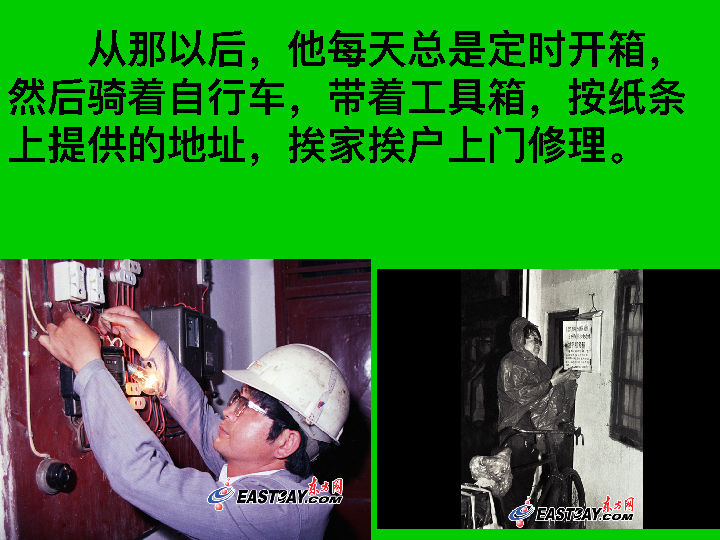 从那以后，他每天总是定时开箱，
然后骑着自行车，带着工具箱，按纸条
上提供的地址，挨家挨户上门修理。
东方网
EASTDAY.COM
东方网
EASTDAY.COM